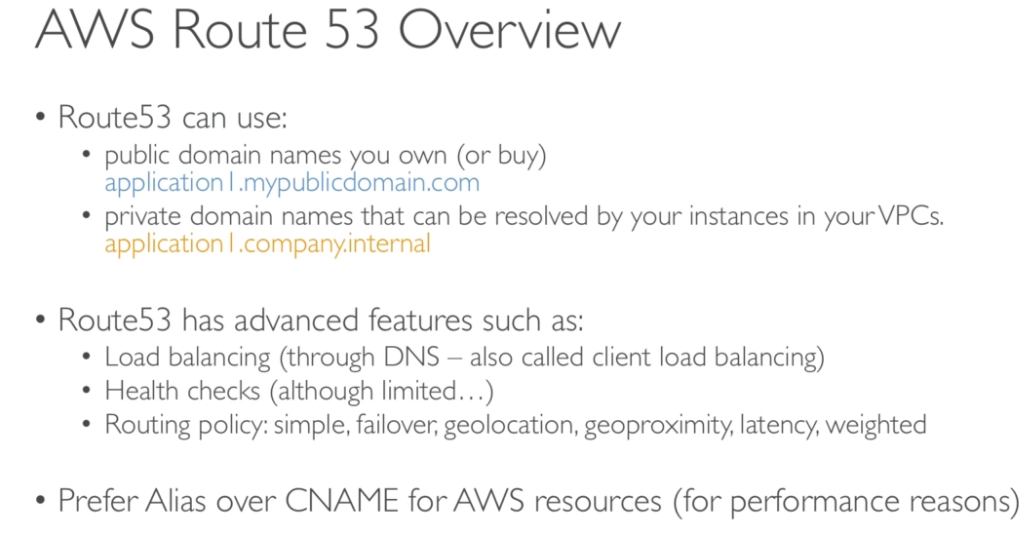 AWS Route 53 Overview
• Route53 can use:
• public domain names you own (or buy)
application1.mypublicdomain.com
• private domain names that can be resolved by your instances in your VPCs.
application1.company.internal
• Route53 has advanced features such as:
• Load balancing (through DNS – also called client load balancing)
• Health checks (although limited…)
• Routing policy: simple, failover, geolocation, geoproximity, latency, weighted
• Prefer Alias over CNAME for AWS resources (for performance reasons)